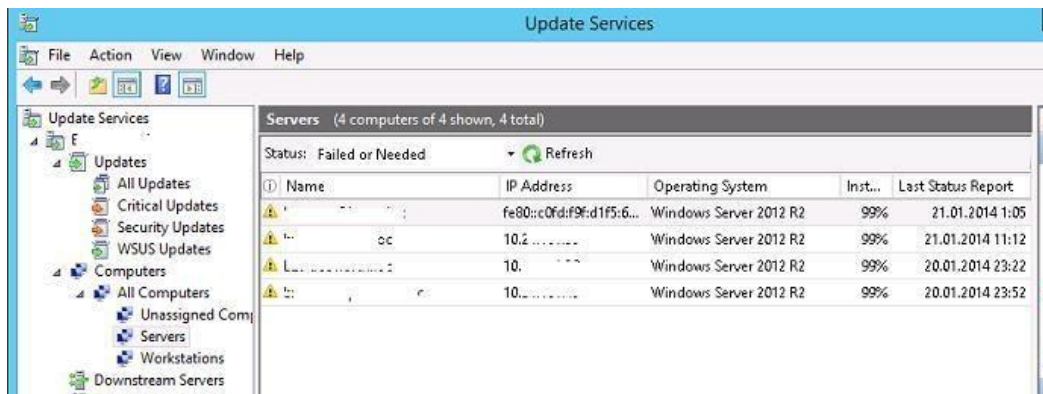 Update Services
File Action View Window Help
Update Services
E
Updates
All Updates
Critical Updates
Security Updates
WSUS Updates
Computers
All Computers
Unassigned Comp
Servers
Workstations
Downstream Servers
Servers (4 computers of 4 shown, 4 total)
Status: Failed or Needed Refresh
Name IP Address Operating System Inst... Last Status Report
fe80::c0fd:f9f:d1f5:6... Windows Server 2012 R2 99% 21.01.2014 1:05
Windows Server 2012 R2 99% 21.01.2014 11:12
10. Windows Server 2012 R2 99% 20.01.2014 23:22
10. Windows Server 2012 R2 99% 20.01.2014 23:52